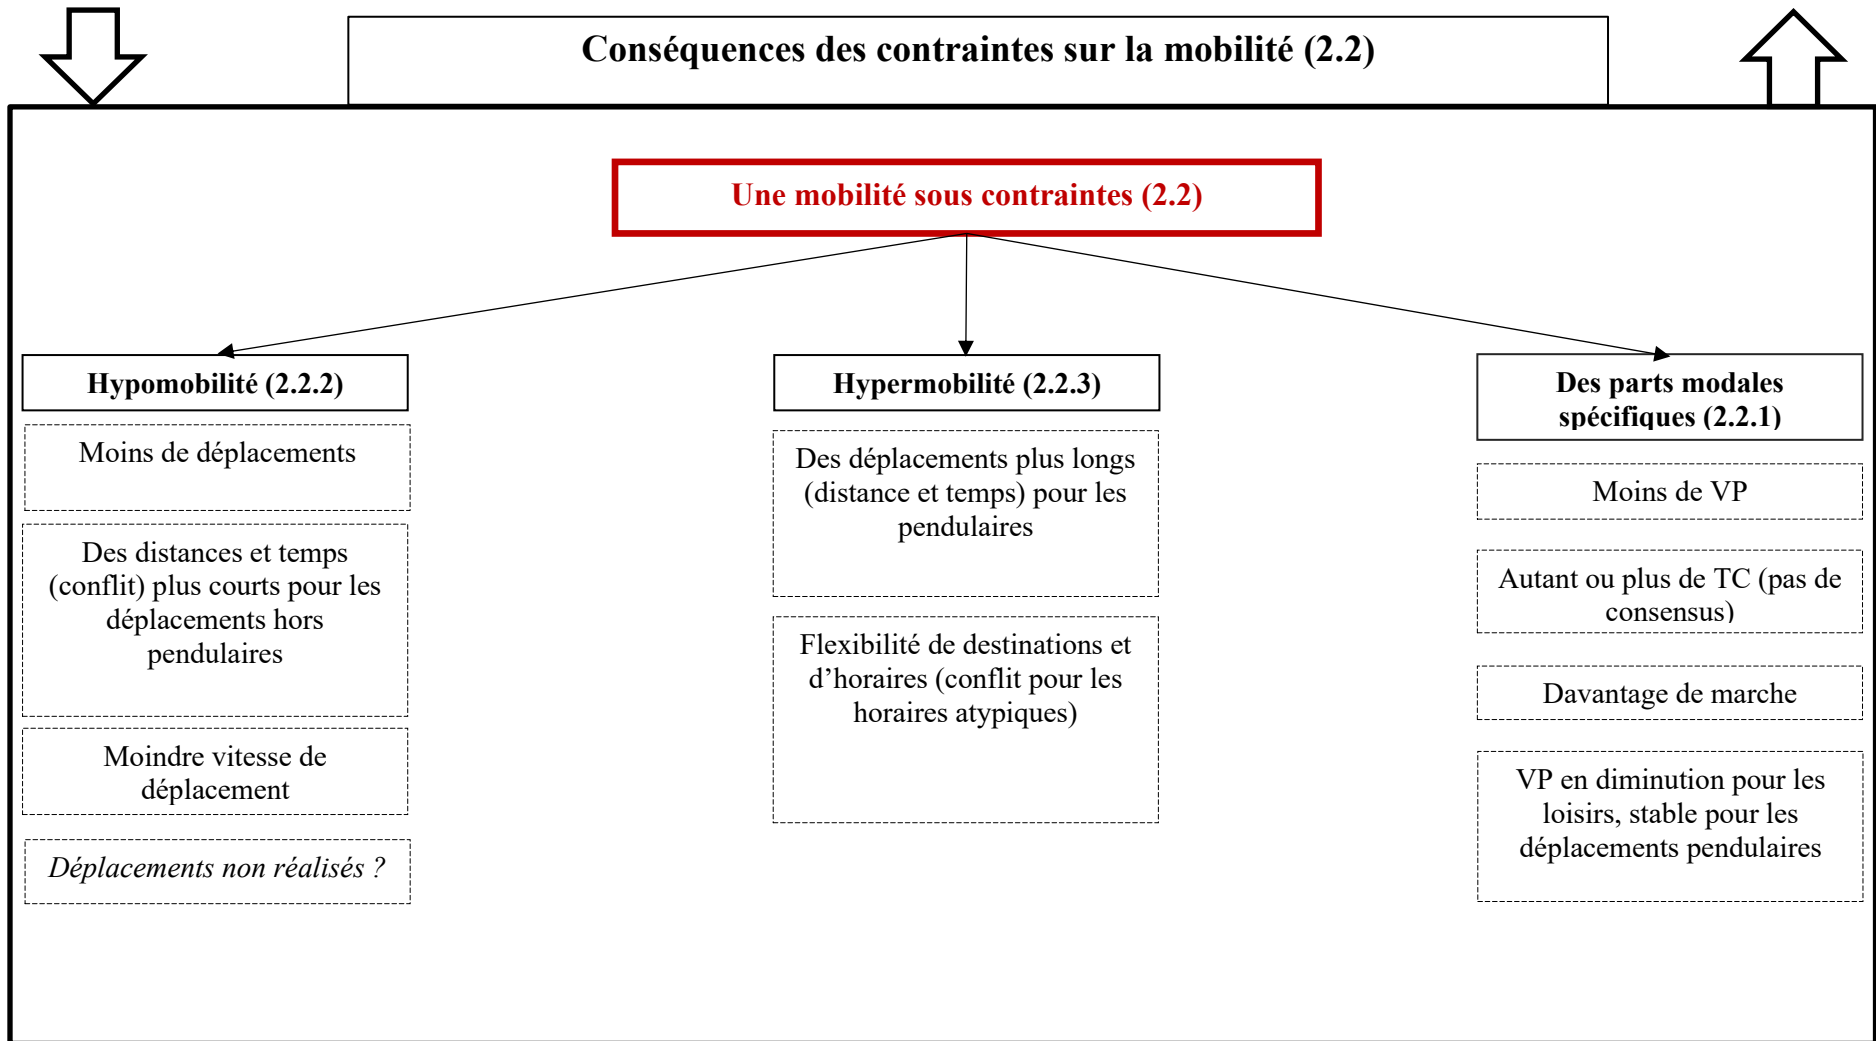 Conséquences des contraintes sur la mobilité (2.2)
Une mobilité sous contraintes (2.2)
Hypomobilité (2.2.2)
Moins de déplacements
Des distances et temps
(conflit) plus courts pour les
déplacements hors
pendulaires
Moindre vitesse de
déplacement
Déplacements non réalisés ?
Hypermobilité (2.2.3)
Des déplacements plus longs
(distance et temps) pour les
pendulaires
Flexibilité de destinations et
d’horaires (conflit pour les
horaires atypiques)
Des parts modales
spécifiques (2.2.1)
Moins de VP
Autant ou plus de TC (pas de
consensus)
Davantage de marche
VP en diminution pour les
loisirs, stable pour les
déplacements pendulaires